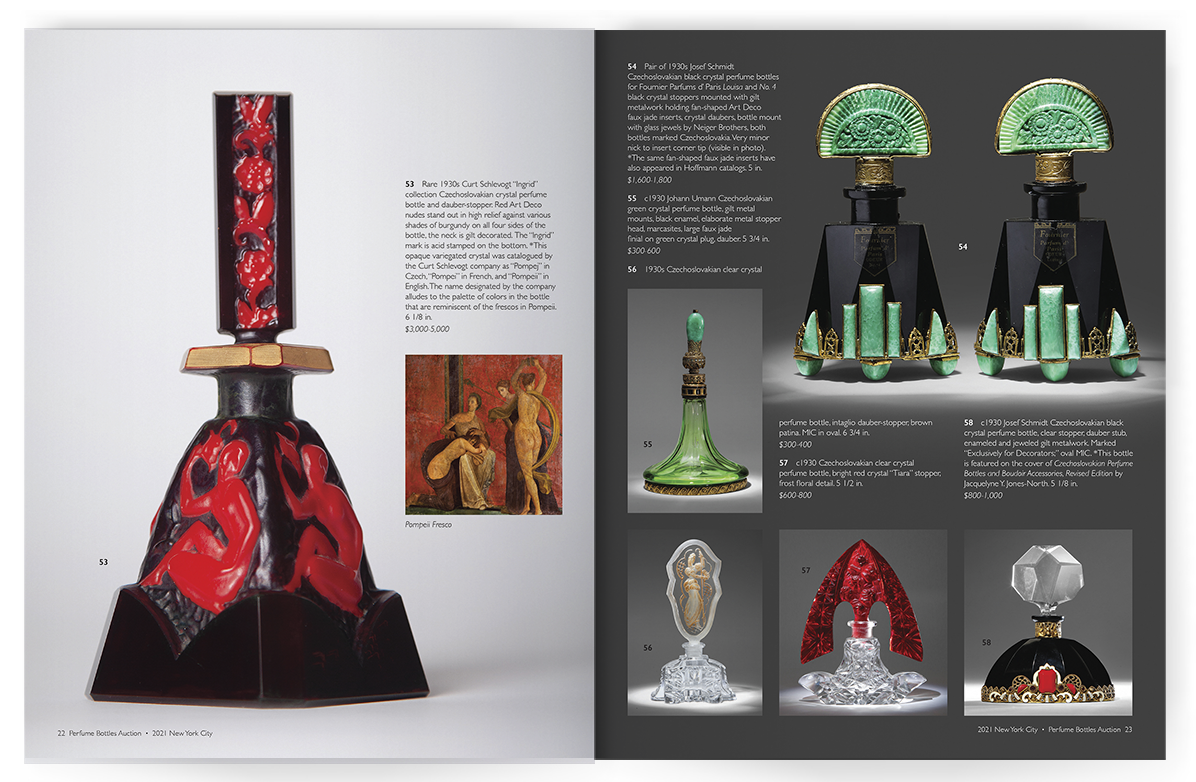 53 Rare 1930s Curt Schlevogt "Ingrid"
collection Czechoslovakian crystal perfume
bottle and dauber-stopper. Red Art Deco
nudes stand out in high relief against various
shades of burgundy on all four sides of the
bottle, the neck is gilt decorated. The "Ingrid"
mark is acid stamped on the bottom. *This
opaque variegated crystal was catalogued by
the Curt Schlevogt company as "Pompej" in
Czech, "Pompei" in French, and "Pompeii" in
English. The name designated by the company
alludes to the palette of colors in the bottle
that are reminiscent of the frescos in Pompeii.
6 1/8 in.
$3,000-5,000
Pompeii Fresco
53
22 Perfume Bottles Auction • 2021 New York City
54 Pair of 1930s Josef Schmidt
Czechoslovakian black crystal perfume bottles
for Fournier Parfums d' Paris Louisa and No. 4
black crystal stoppers mounted with gilt
metalwork holding fan-shaped Art Deco
faux jade inserts, crystal daubers, bottle mount
with glass jewels by Neiger Brothers, both
bottles marked Czechoslovakia. Very minor
nick to insert corner tip (visible in photo).
*The same fan-shaped faux jade inserts have
also appeared in Hoffmann catalogs. 5 in.
$1,600-1,800
55 c1930 Johann Umann Czechoslovakian
green crystal perfume bottle, gilt metal
mounts, black enamel, elaborate metal stopper
head, marcasites, large faux jade
finial on green crystal plug, dauber. 5 3/4 in.
$300-600
56 1930s Czechoslovakian clear crystal
Fournier
Parfum d'
Paris
Fournier
Parfum d'
Paris
54
55
perfume bottle, intaglio dauber-stopper, brown
patina. MIC in oval. 6 3/4 in.
$300-400
57 c1930 Czechoslovakian clear crystal
perfume bottle, bright red crystal "Tiara" stopper,
frost floral detail. 5 1/2 in.
$600-800
58 c1930 Josef Schmidt Czechoslovakian black
crystal perfume bottle, clear stopper, dauber stub,
enameled and jeweled gilt metalwork. Marked
"Exclusively for Decorators;" oval MIC. *This bottle
is featured on the cover of Czechoslovakian Perfume
Bottles and Boudoir Accessories, Revised Edition by
Jacquelyne Y. Jones-North. 5 1/8 in.
$800-1,000
56
57
58
2021 New York City • Perfume Bottles Auction 23